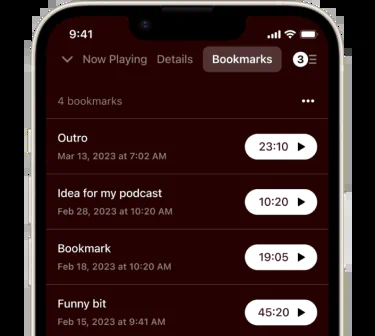 9:41
Now Playing Details Bookmarks 3
4 bookmarks
Outro
Mar 13, 2023 at 7:02 AM
23:10
Idea for my podcast
Feb 28, 2023 at 10:20 AM
10:20
Bookmark
Feb 18, 2023 at 10:20 AM
19:05
Funny bit
Feb 15, 2023 at 9:41 AM
45:20